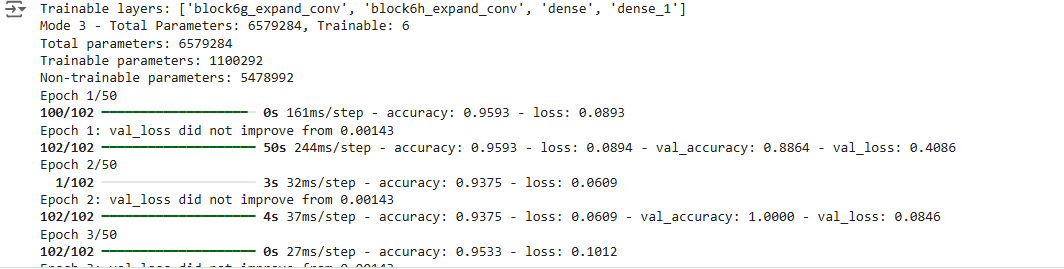 Trainable layers: ['block6g_expand_conv', 'block6h_expand_conv', 'dense', 'dense_1']
Mode 3 - Total Parameters: 6579284, Trainable: 6
Total parameters: 6579284
Trainable parameters: 1100292
Non-trainable parameters: 5478992
Epoch 1/50
100/102 0s 161ms/step - accuracy: 0.9593 - loss: 0.0893
Epoch 1: val_loss did not improve from 0.00143
102/102 50s 244ms/step - accuracy: 0.9593 - loss: 0.0894 - val_accuracy: 0.8864 - val_loss: 0.4086
Epoch 2/50
1/102 3s 32ms/step - accuracy: 0.9375 - loss: 0.0609
Epoch 2: val_loss did not improve from 0.00143
102/102 4s 37ms/step - accuracy: 0.9375 - loss: 0.0609 - val_accuracy: 1.0000 - val_loss: 0.0846
Epoch 3/50
102/102 0s 27ms/step - accuracy: 0.9533 - loss: 0.1012